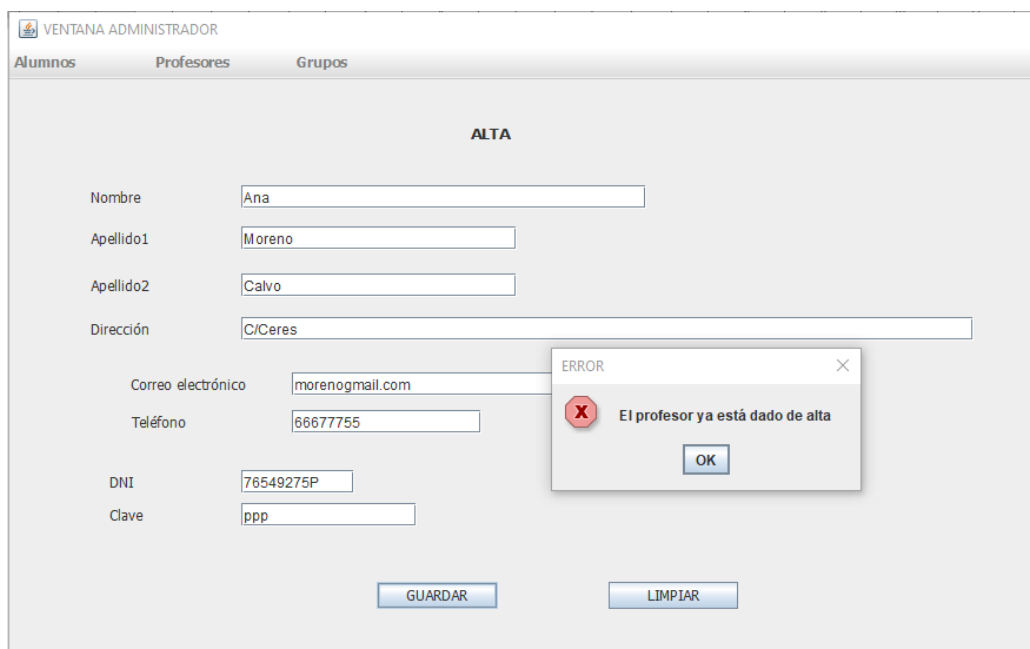 VENTANA ADMINISTRADOR
Alumnos Profesores Grupos
ALTA
Nombre Ana
Apellido1 Moreno
Apellido2 Calvo
Dirección C/Ceres
ERROR
Correo electrónico morenogmail.com
El profesor ya está dado de alta
Teléfono 66677755
OK
DNI 76549275P
Clave ppp
GUARDAR LIMPIAR